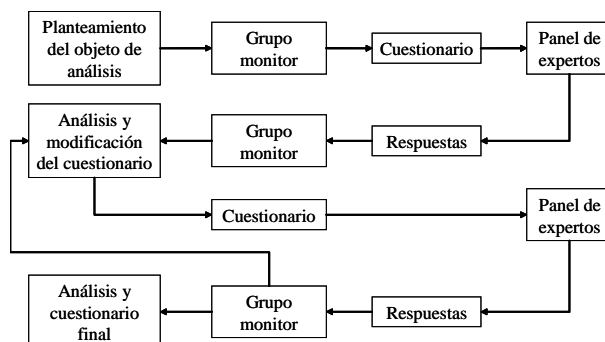 Planteamiento
del objeto de
análisis
Grupo
monitor
Cuestionario
Panel de
expertos
Análisis y
modificación
del cuestionario
Grupo
monitor
Respuestas
Cuestionario
Panel de
expertos
Análisis y
cuestionario
final
Grupo
monitor
Respuestas